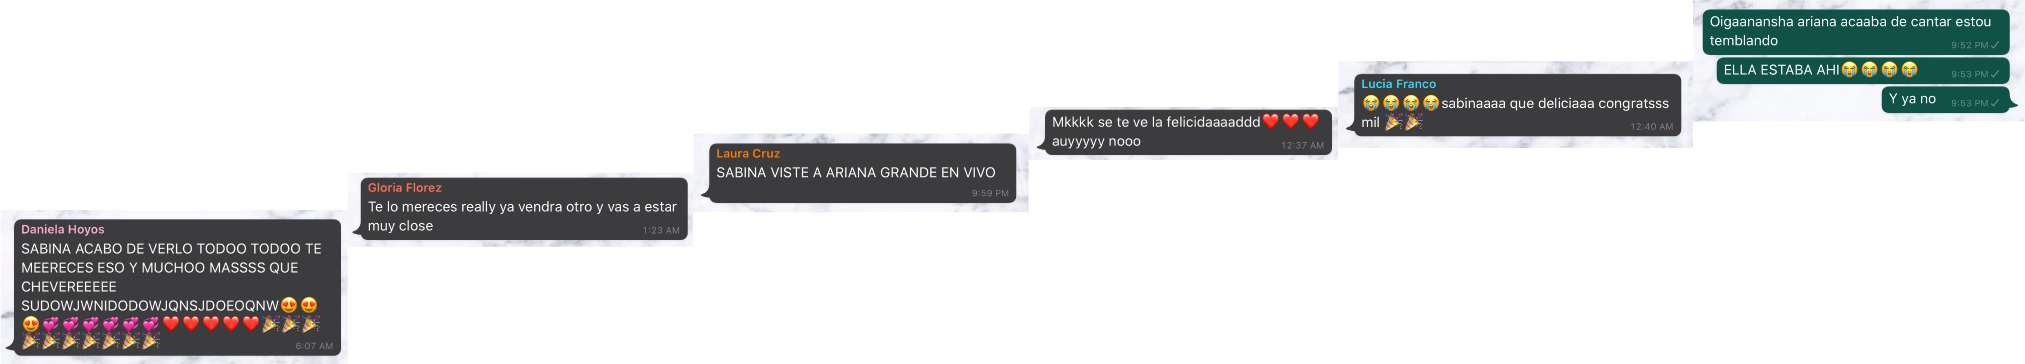 Daniela Hoyos
SABINA ACABO DE VERLO TODOO TODOO TE
MEERECES ESO Y MUCHOO MASSSS QUE
CHEVEREEEEE
SUDOWJWNIDODOWJQNSJDOEOQNW😍😍
😍💞💞💞💞💞💞❤️❤️❤️❤️❤️🎉🎉🎉
🎉🎉🎉🎉🎉🎉🎉
6:07 AM
Gloria Florez
Te lo mereces really ya vendra otro y vas a estar
muy close
1:23 AM
Laura Cruz
SABINA VISTE A ARIANA GRANDE EN VIVO
9:59 PM
Mkkkk se te ve la felicidaaaaddd❤️❤️❤️
auyyyyy nooo
12:37 AM
Lucia Franco
😭😭😭😭sabinaaaa que deliciaaa congratsss
mil 🎉🎉
12:40 AM
Oigaanansha ariana acaaba de cantar estou
temblando
9:52 PM ✓
ELLA ESTABA AHI😭😭😭😭 9:53 PM ✓
Y ya no 9:53 PM ✓